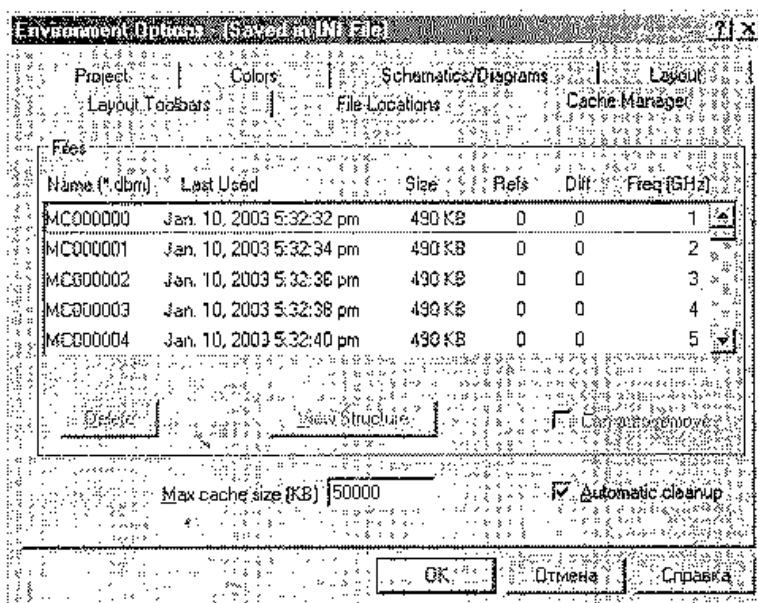 Environment Options - (Saved in INI File)
Project Colors Schematics/Diagrams Layout
Layout Toolbars File Locations Cache Manager
Files
Name (*.dbm) Last Used Size Refs Diff Freq (GHz)
MC000000 Jan. 10, 2003 5:32:32 pm 490 KB 0 0 1
MC000001 Jan. 10, 2003 5:32:34 pm 490 KB 0 0 2
MC000002 Jan. 10, 2003 5:32:36 pm 490 KB 0 0 3
MC000003 Jan. 10, 2003 5:32:38 pm 490 KB 0 0 4
MC000004 Jan. 10, 2003 5:32:40 pm 490 KB 0 0 5
Delete View Structure Can autoremove
Max cache size (KB) 50000 Automatic cleanup
OK Отмена Справка